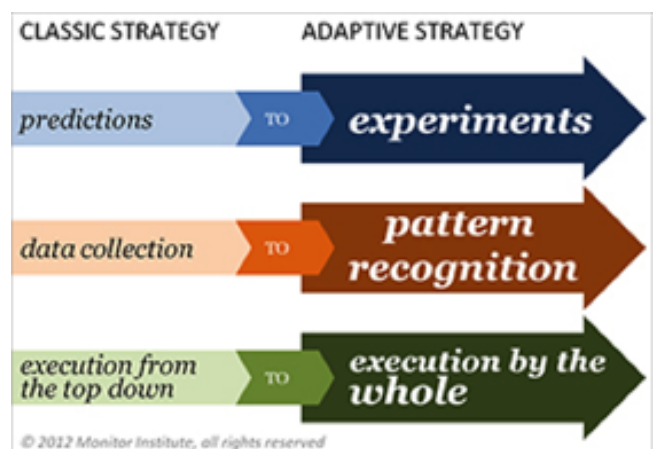 CLASSIC STRATEGY
ADAPTIVE STRATEGY
predictions
TO
experiments
data collection
TO
pattern
recognition
execution from
the top down
TO
execution by the
whole
© 2012 Monitor Institute, all rights reserved